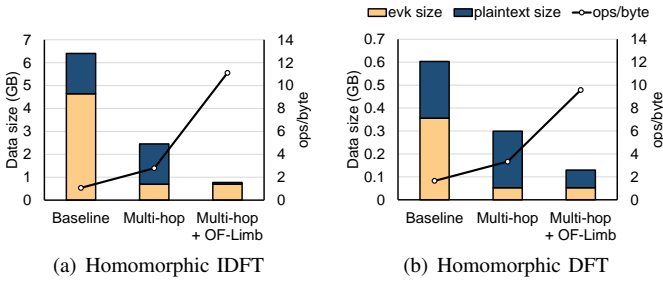 evk size plaintext size ops/byte
7
6
5
4
3
2
1
0
Data size (GB)
14
12
10
8
6
4
2
0
ops/byte
Baseline Multi-hop Multi-hop
+ OF-Limb
(a) Homomorphic IDFT
0.7
0.6
0.5
0.4
0.3
0.2
0.1
0
Data size (GB)
14
12
10
8
6
4
2
0
ops/byte
Baseline Multi-hop Multi-hop
+ OF-Limb
(b) Homomorphic DFT